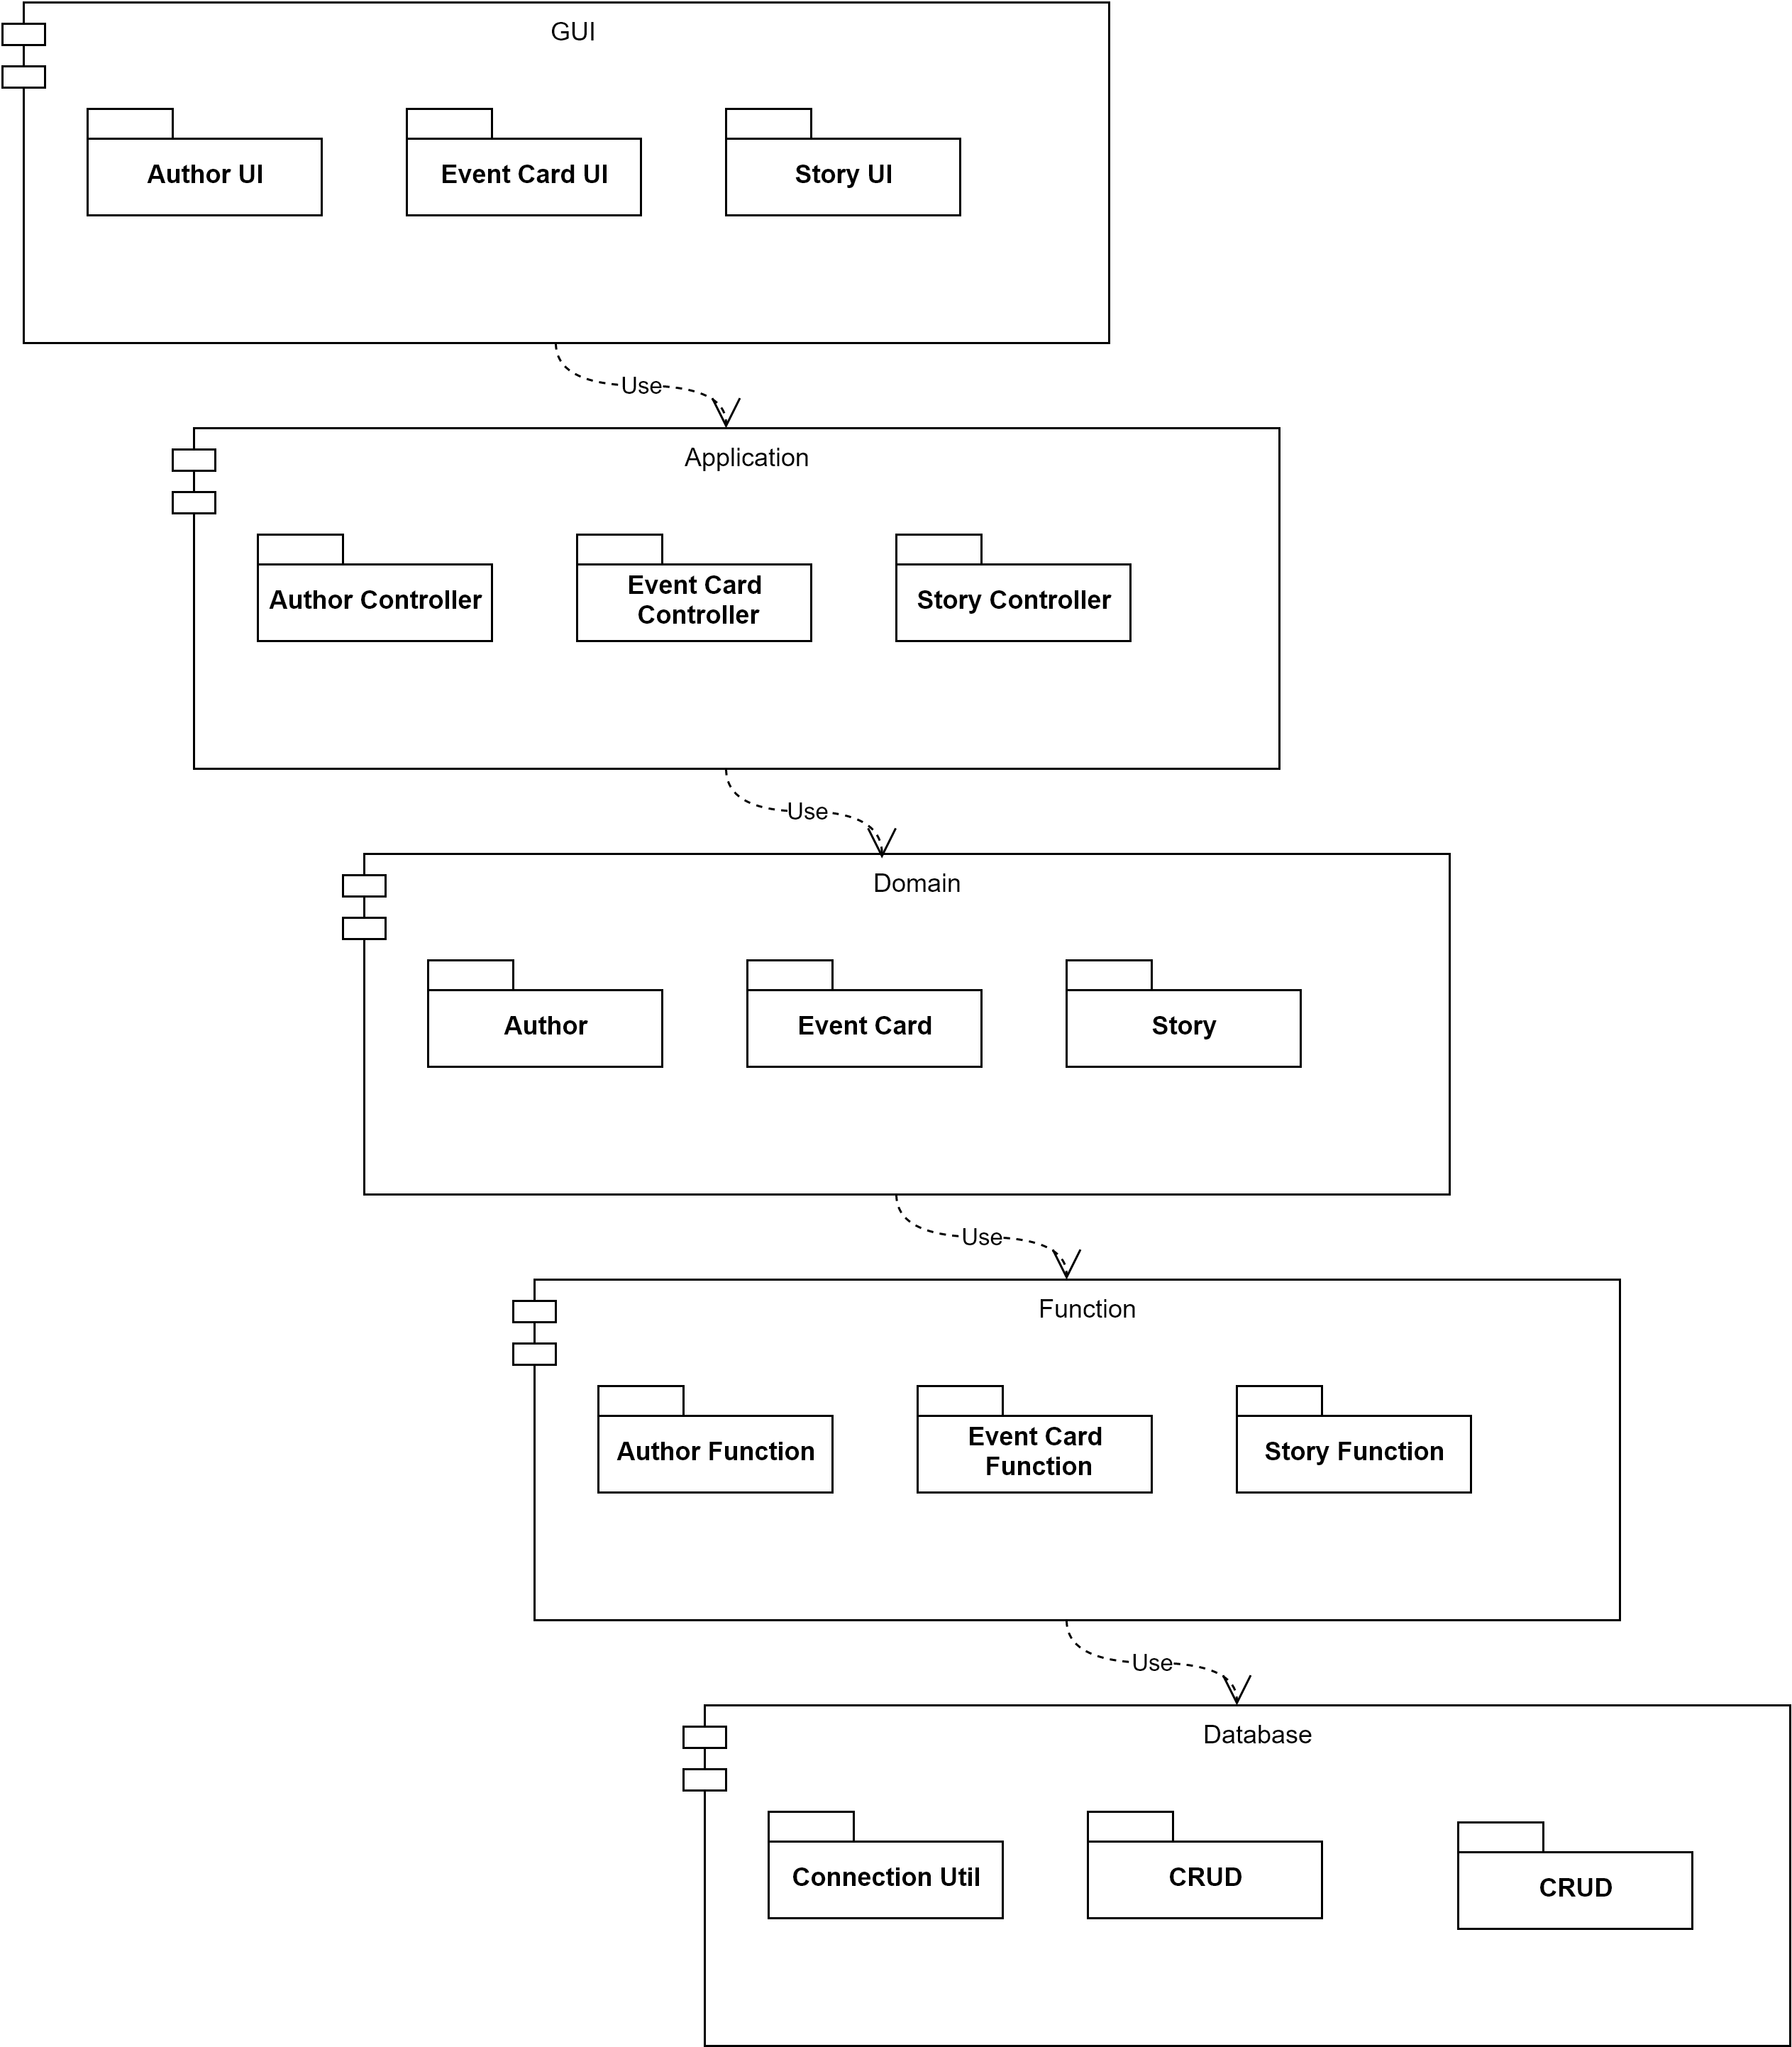 GUI
Author UI
Event Card UI
Story UI
Use
Application
Author Controller
Event Card
Controller
Story Controller
Use
Domain
Author
Event Card
Story
Use
Function
Author Function
Event Card
Function
Story Function
Use
Database
Connection Util
CRUD
CRUD